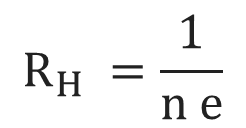 R_H = 1 / n e